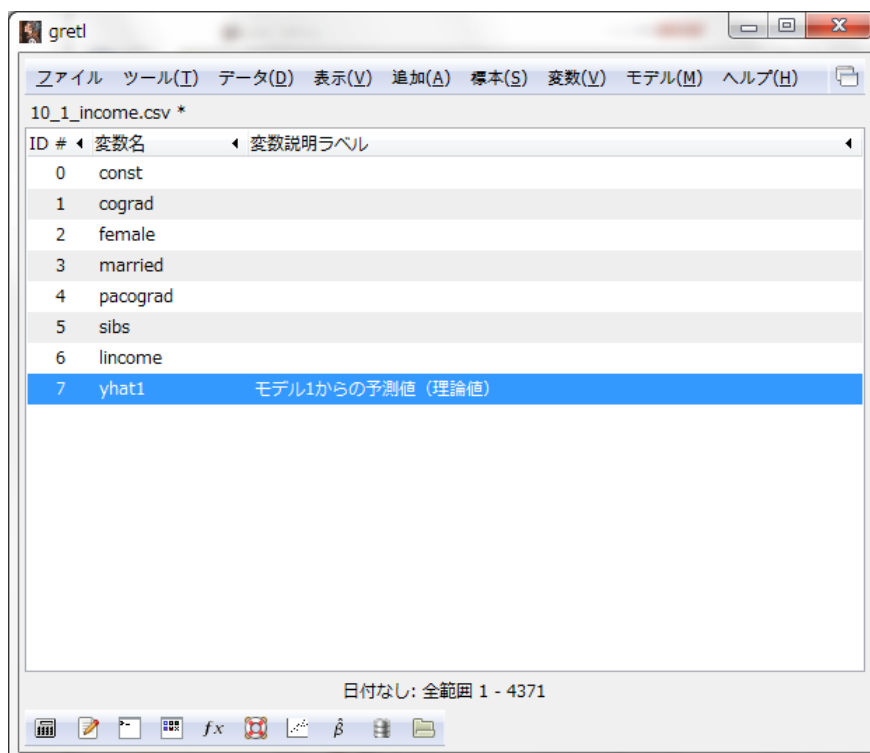 gretl
ファイル ツール(T) データ(D) 表示(V) 追加(A) 標本(S) 変数(V) モデル(M) ヘルプ(H)
10_1_income.csv *
ID # 変数名 変数説明ラベル
0 const
1 cograd
2 female
3 married
4 pacograd
5 sibs
6 lincome
7 yhat1 モデル1からの予測値（理論値）
日付なし: 全範囲 1 - 4371
fx β̂